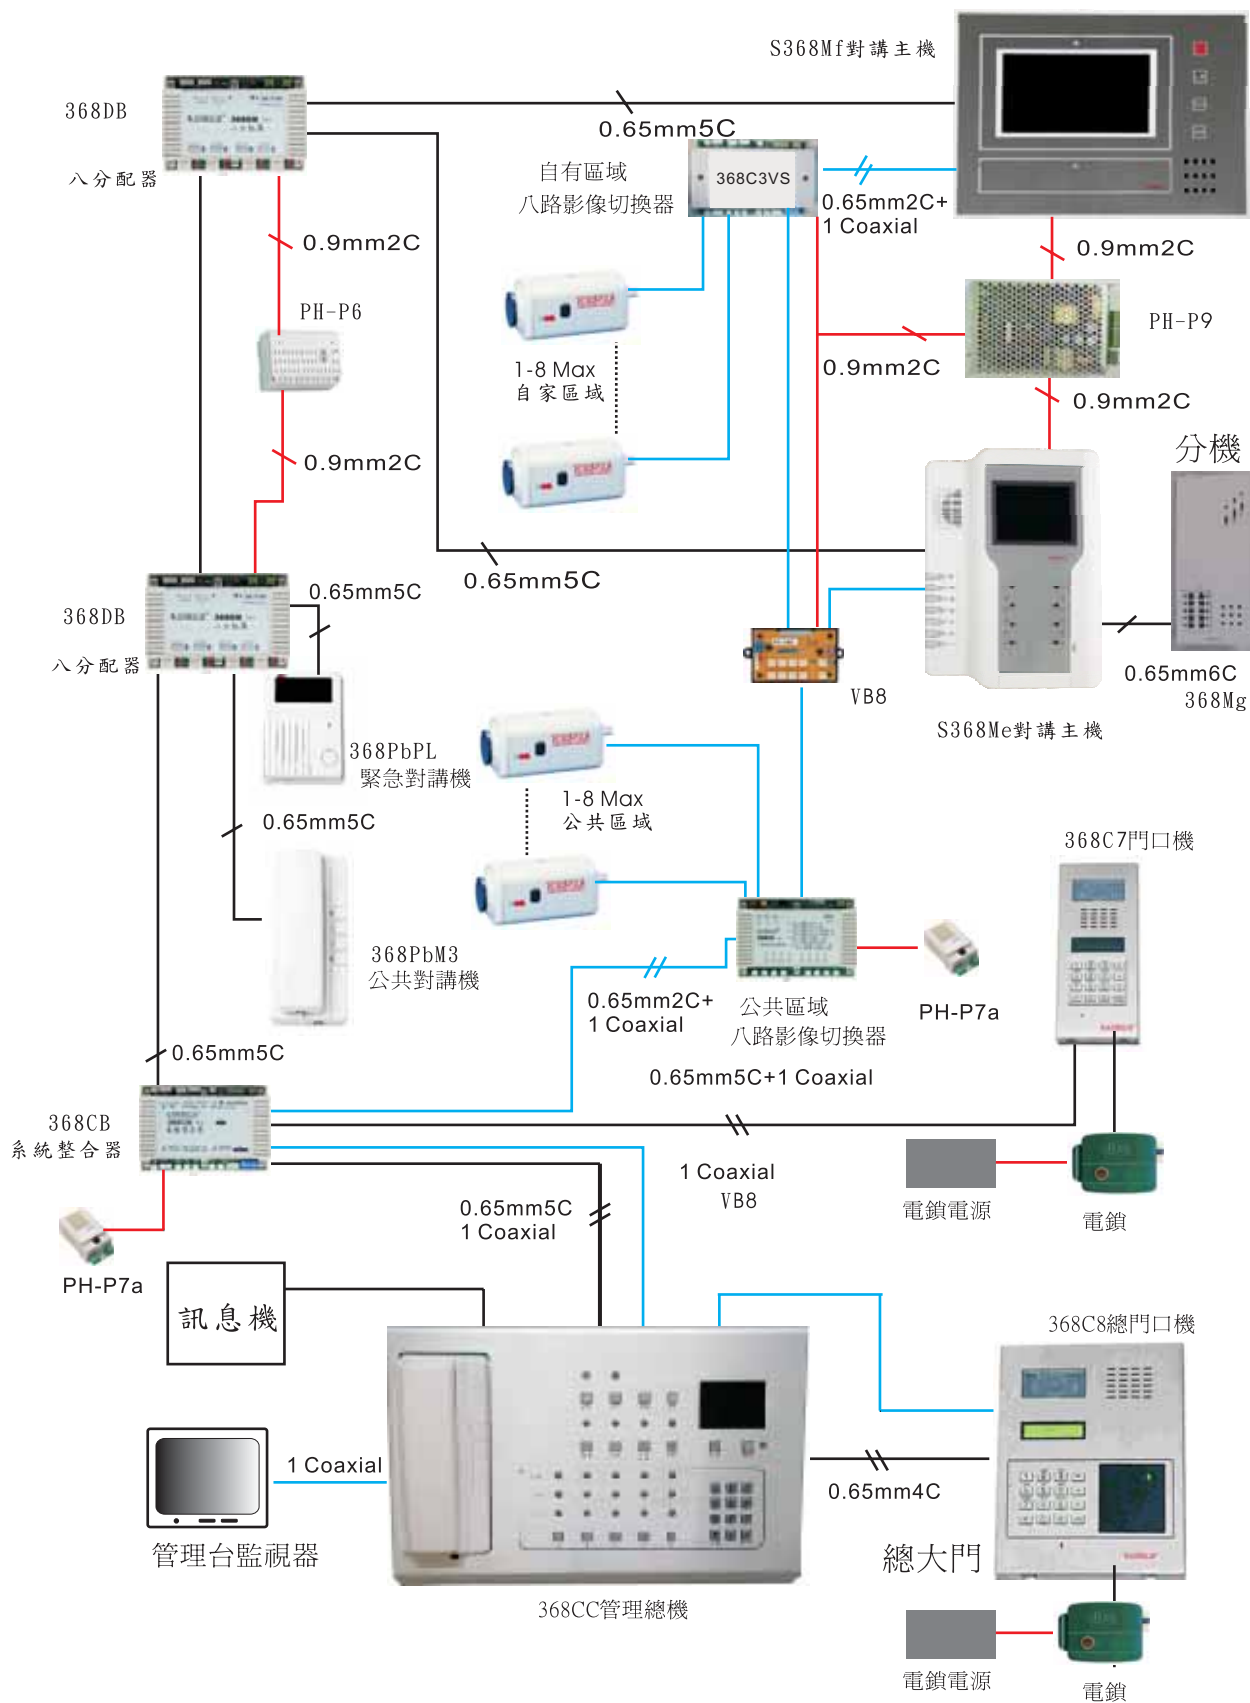 S368Mf對講主機
368DB
八分配器
0.65mm5C
自有區域
八路影像切換器
368C3VS
0.65mm2C+
1 Coaxial
0.9mm2C
0.9mm2C
PH-P6
PH-P9
1-8 Max
自家區域
0.9mm2C
0.9mm2C
0.9mm2C
分機
0.65mm5C
0.65mm5C
368DB
八分配器
0.65mm6C
368Mg
VB8
S368Me對講主機
368PbPL
緊急對講機
1-8 Max
公共區域
0.65mm5C
368C7門口機
368PbM3
公共對講機
0.65mm2C+
1 Coaxial
公共區域
八路影像切換器
PH-P7a
0.65mm5C
0.65mm5C+1 Coaxial
368CB
系統整合器
1 Coaxial
VB8
0.65mm5C
1 Coaxial
電鎖電源
電鎖
PH-P7a
訊息機
368C8總門口機
1 Coaxial
0.65mm4C
管理台監視器
總大門
368CC管理總機
電鎖電源
電鎖